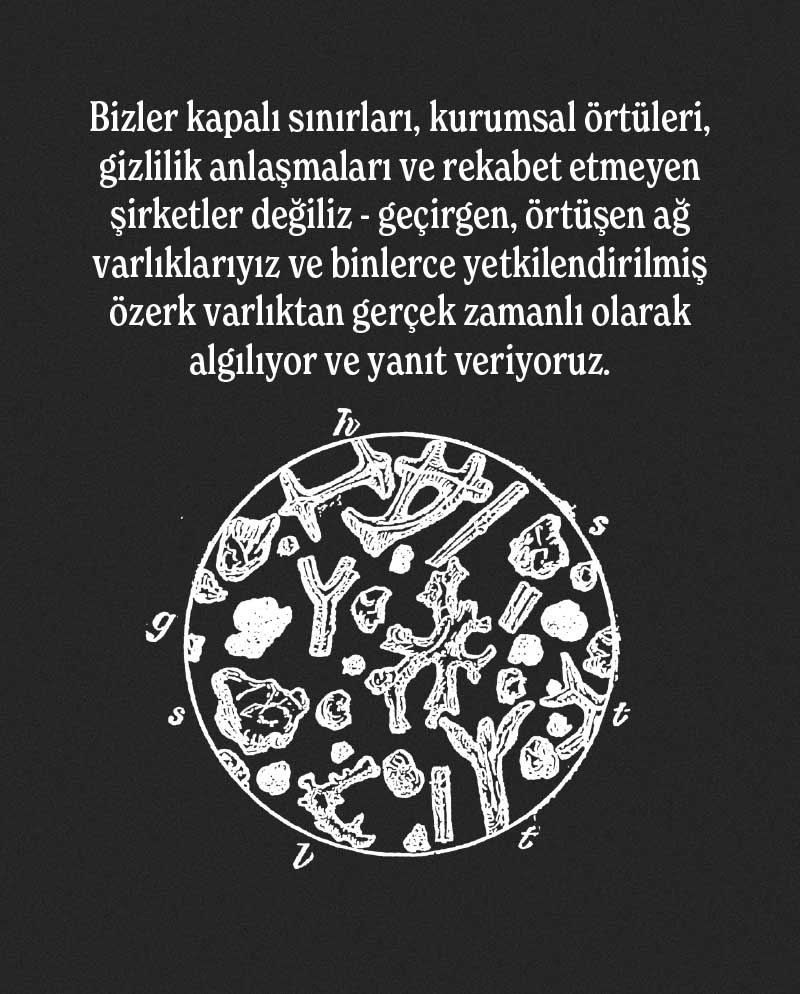 Bizler kapalı sınırları, kurumsal örtüleri,
gizlilik anlaşmaları ve rekabet etmeyen
şirketler değiliz - geçirgen, örtüşen ağ
varlıklarıyız ve binlerce yetkilendirilmiş
özerk varlıktan gerçek zamanlı olarak
algılıyor ve yanıt veriyoruz.
h
s
g
s
t
l
t